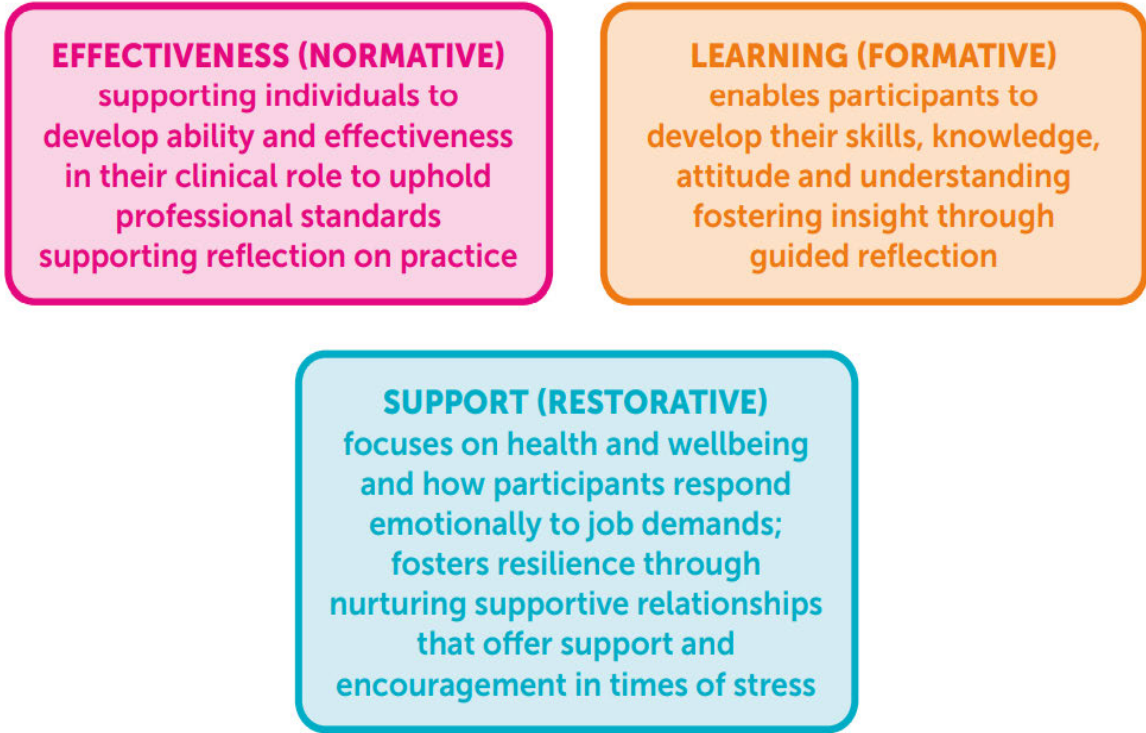 EFFECTIVENESS (NORMATIVE)
supporting individuals to
develop ability and effectiveness
in their clinical role to uphold
professional standards
supporting reflection on practice
LEARNING (FORMATIVE)
enables participants to
develop their skills, knowledge,
attitude and understanding
fostering insight through
guided reflection
SUPPORT (RESTORATIVE)
focuses on health and wellbeing
and how participants respond
emotionally to job demands;
fosters resilience through
nurturing supportive relationships
that offer support and
encouragement in times of stress